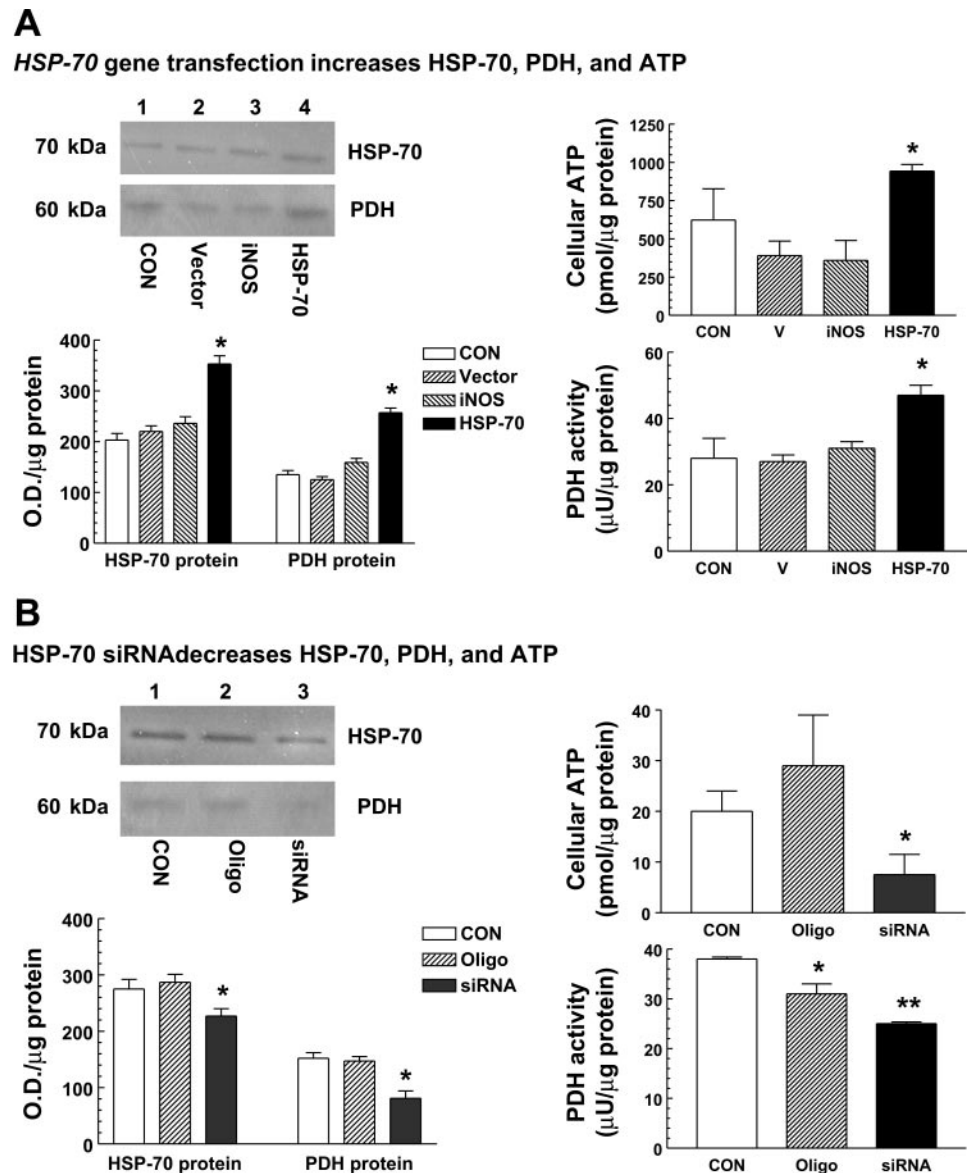 A
HSP-70 gene transfection increases HSP-70, PDH, and ATP
1 2 3 4
70 kDa HSP-70
60 kDa PDH
CON Vector iNOS HSP-70
400
300
200
100
0
O.D./μg protein
* *
HSP-70 protein PDH protein
CON
Vector
iNOS
HSP-70
1250
1000
750
500
250
0
Cellular ATP
(pmol/μg protein)
*
CON V iNOS HSP-70
60
40
20
0
PDH activity
(μU/μg protein)
*
CON V iNOS HSP-70
B
HSP-70 siRNAdecreases HSP-70, PDH, and ATP
1 2 3
70 kDa HSP-70
60 kDa PDH
CON Oligo siRNA
400
300
200
100
0
O.D./μg protein
* *
HSP-70 protein PDH protein
CON
Oligo
siRNA
40
30
20
10
0
Cellular ATP
(pmol/μg protein)
*
CON Oligo siRNA
40
30
20
10
0
PDH activity
(μU/μg protein)
* **
CON Oligo siRNA